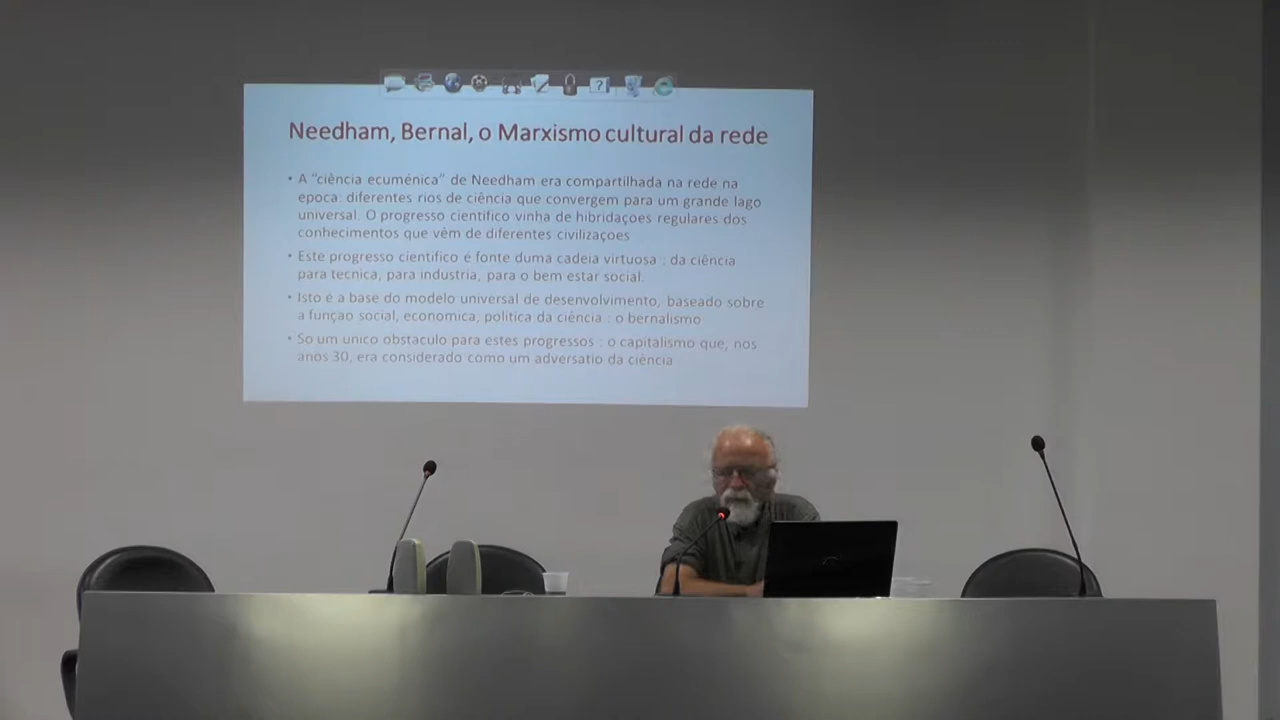 Needham, Bernal, o Marxismo cultural da rede
• A "ciência ecuménica" de Needham era compartilhada na rede na
epoca: diferentes rios de ciência que convergem para um grande lago
universal. O progresso cientifico vinha de hibridaçoes regulares dos
conhecimentos que vêm de diferentes civilizaçoes
• Este progresso cientifico é fonte duma cadeia virtuosa : da ciência
para tecnica, para industria, para o bem estar social.
• Isto é a base do modelo universal de desenvolvimento, baseado sobre
a funçao social, economica, politica da ciência : o bernalismo
• So um unico obstaculo para estes progressos : o capitalismo que, nos
anos 30, era considerado como um adversatio da ciência